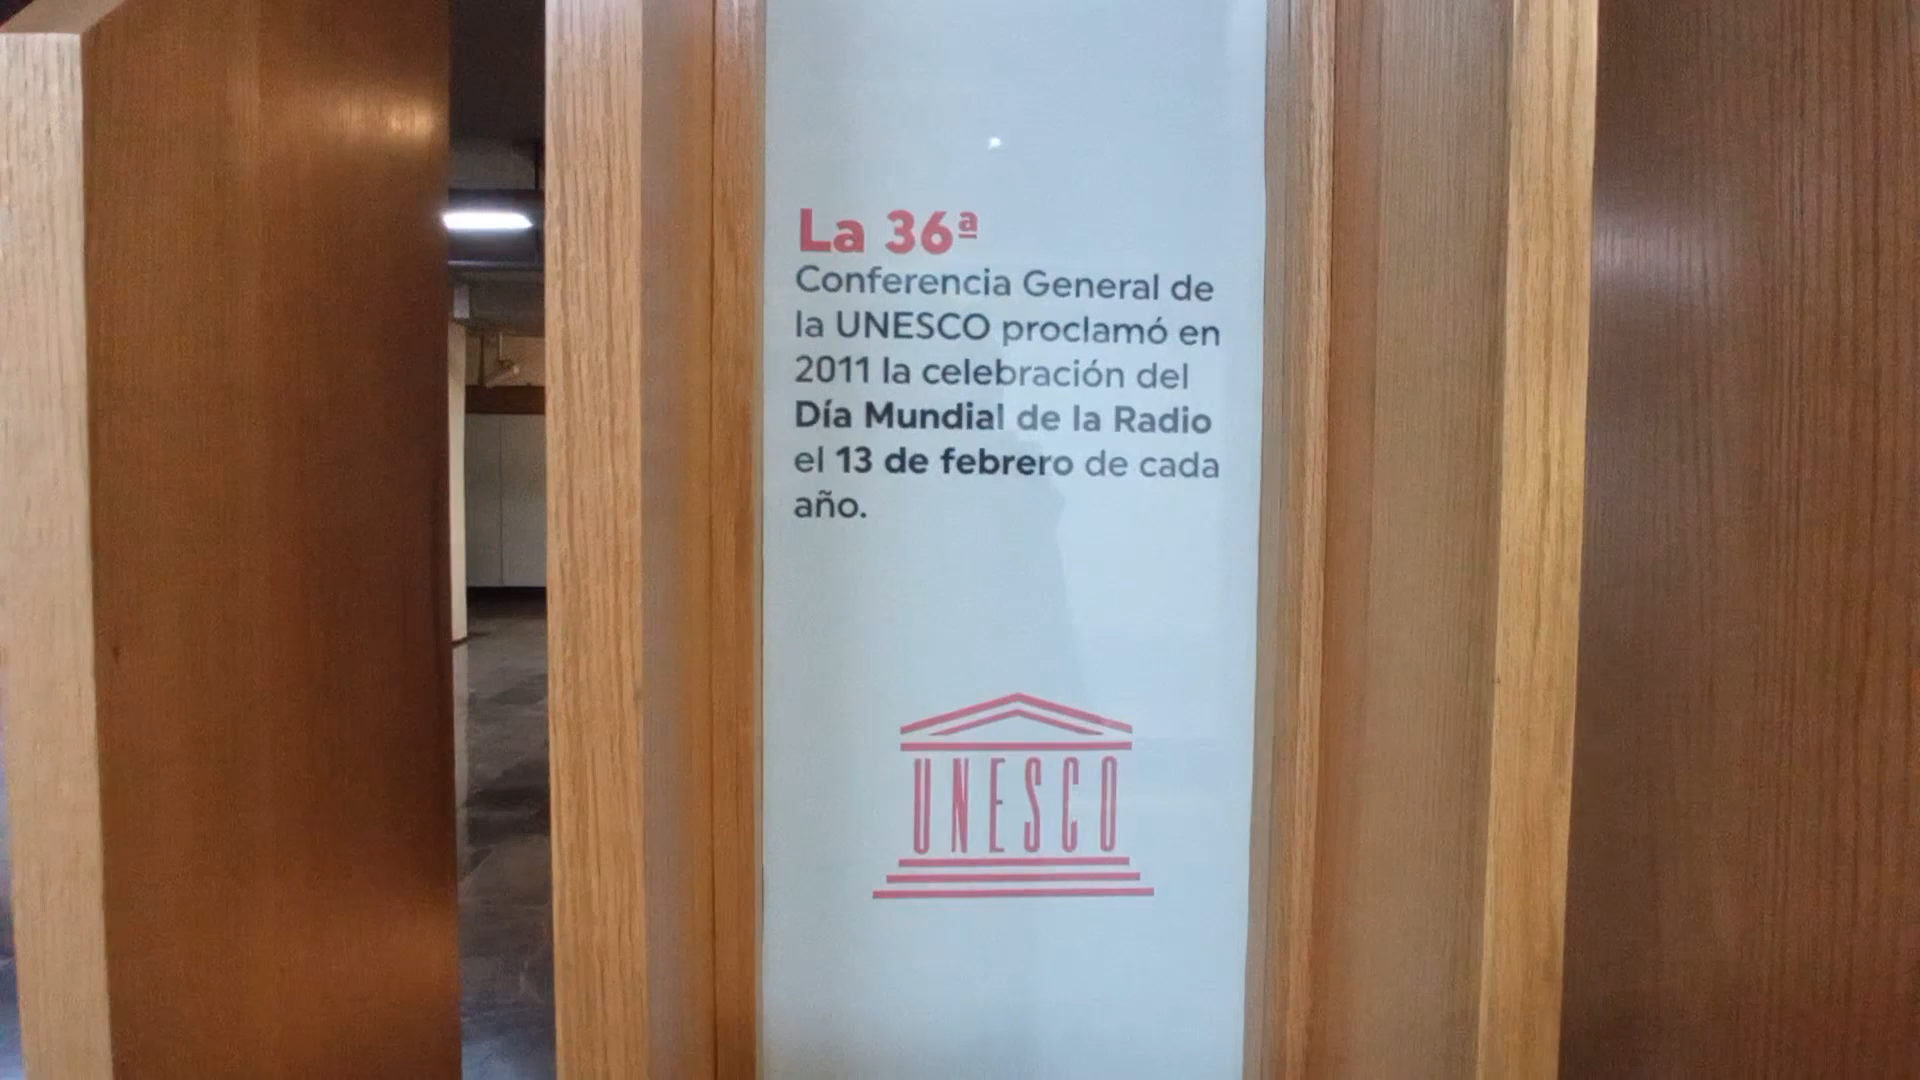 La 36ª
Conferencia General de
la UNESCO proclamó en
2011 la celebración del
Día Mundial de la Radio
el 13 de febrero de cada
año.
UNESCO